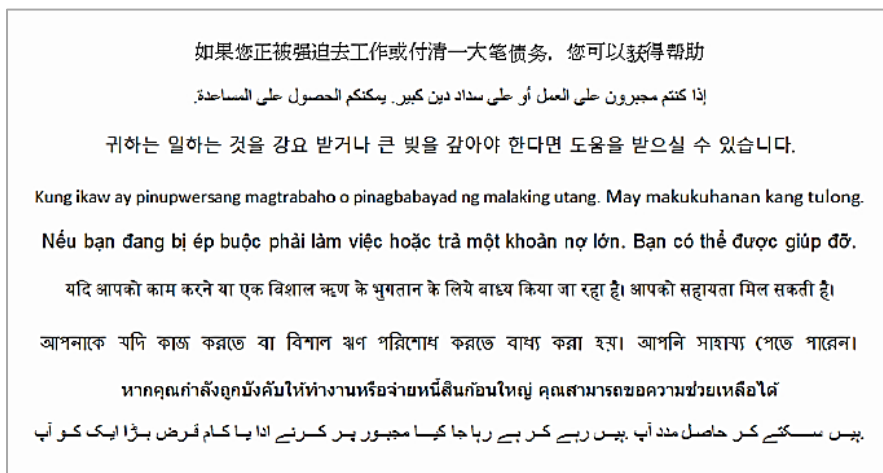 如果您正被强迫去工作或付清一大笔债务，您可以获得帮助
إذا كنتم مجبرون على العمل أو على سداد دين كبير. يمكنكم الحصول على المساعدة.
귀하는 일하는 것을 강요 받거나 큰 빚을 갚아야 한다면 도움을 받으실 수 있습니다.
Kung ikaw ay pinupwersang magtrabaho o pinagbabayad ng malaking utang. May makukuhanan kang tulong.
Nếu bạn đang bị ép buộc phải làm việc hoặc trả một khoản nợ lớn. Bạn có thể được giúp đỡ.
यदि आपको काम करने या एक विशाल ऋण के भुगतान के लिये बाध्य किया जा रहा है। आपको सहायता मिल सकती है।
আপনাকে যদি কাজ করতে বা বিশাল ঋণ পরিশোধ করতে বাধ্য করা হয়। আপনি সাহায্য পেতে পারেন।
หากคุณกำลังถูกบังคับให้ทำงานหรือจ่ายหนี้สินก้อนใหญ่ คุณสามารถขอความช่วยเหลือได้
.ہیں سکتے کر حاصل مدد آپ .ہیں رہے کر ہے رہا جا کیا مجبور پر کرنے ادا یا کام قرض بڑا ایک کو آپ